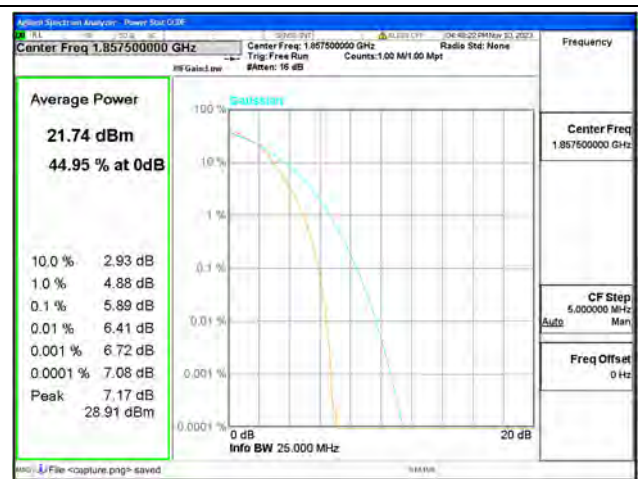 Agilent Spectrum Analyzer - Power Stat CCDF
Center Freq 1.857500000 GHz
SENSE:INT
ALIGN OFF
04:48:22 PM Nov 10, 2023
Center Freq: 1.857500000 GHz
Radio Std: None
Trig: Free Run
Counts:1.00 M/1.00 Mpt
#IFGain:Low
#Atten: 16 dB
Frequency
Average Power
21.74 dBm
44.95 % at 0dB
10.0 % 2.93 dB
1.0 % 4.88 dB
0.1 % 5.89 dB
0.01 % 6.41 dB
0.001 % 6.72 dB
0.0001 % 7.08 dB
Peak 7.17 dB
28.91 dBm
100 %
Gaussian
10 %
1 %
0.1 %
0.01 %
0.001 %
0.0001 %
0 dB
20 dB
Info BW 25.000 MHz
Center Freq
1.857500000 GHz
CF Step
5.000000 MHz
Auto Man
Freq Offset
0 Hz
MSG
File <capture.png> saved
STATUS